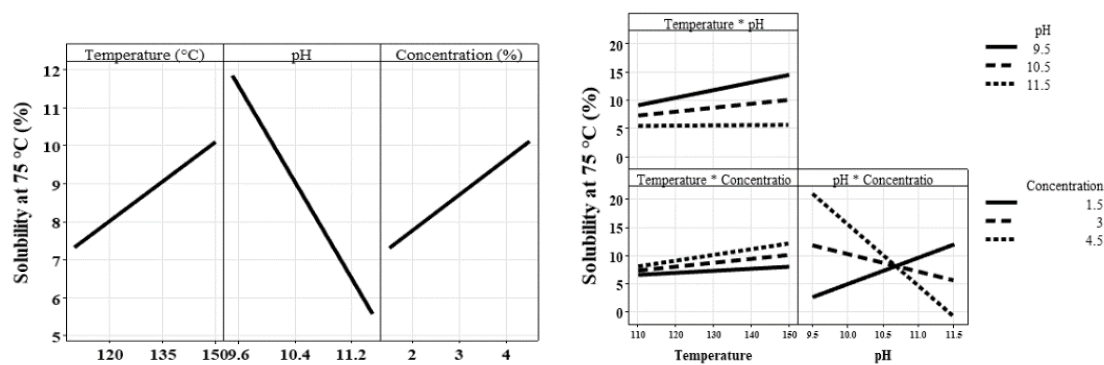 Temperature (°C) pH Concentration (%)
Solubility at 75 °C (%)
12
11
10
9
8
7
6
5
120 135 150 9.6 10.4 11.2 2 3 4
Temperature * pH
Solubility at 75 °C (%)
20
15
10
5
0
Temperature * Concentratio pH * Concentratio
20
15
10
5
0
110 120 130 140 150 9.5 10.0 10.5 11.0 11.5
Temperature pH
pH
9.5
10.5
11.5
Concentration
1.5
3
4.5